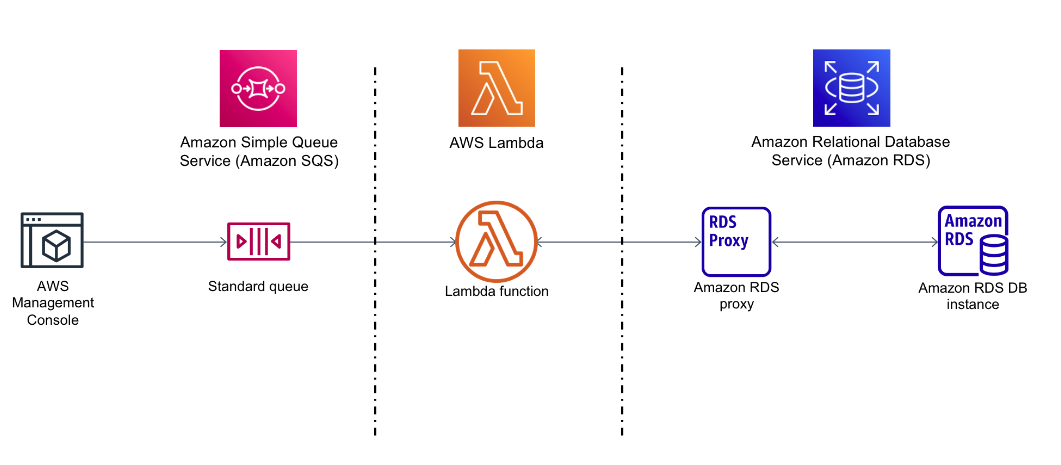 Amazon Simple Queue
Service (Amazon SQS)
AWS Lambda
Amazon Relational Database
Service (Amazon RDS)
AWS
Management
Console
Standard queue
Lambda function
RDS
Proxy
Amazon RDS
proxy
Amazon
RDS
Amazon RDS DB
instance